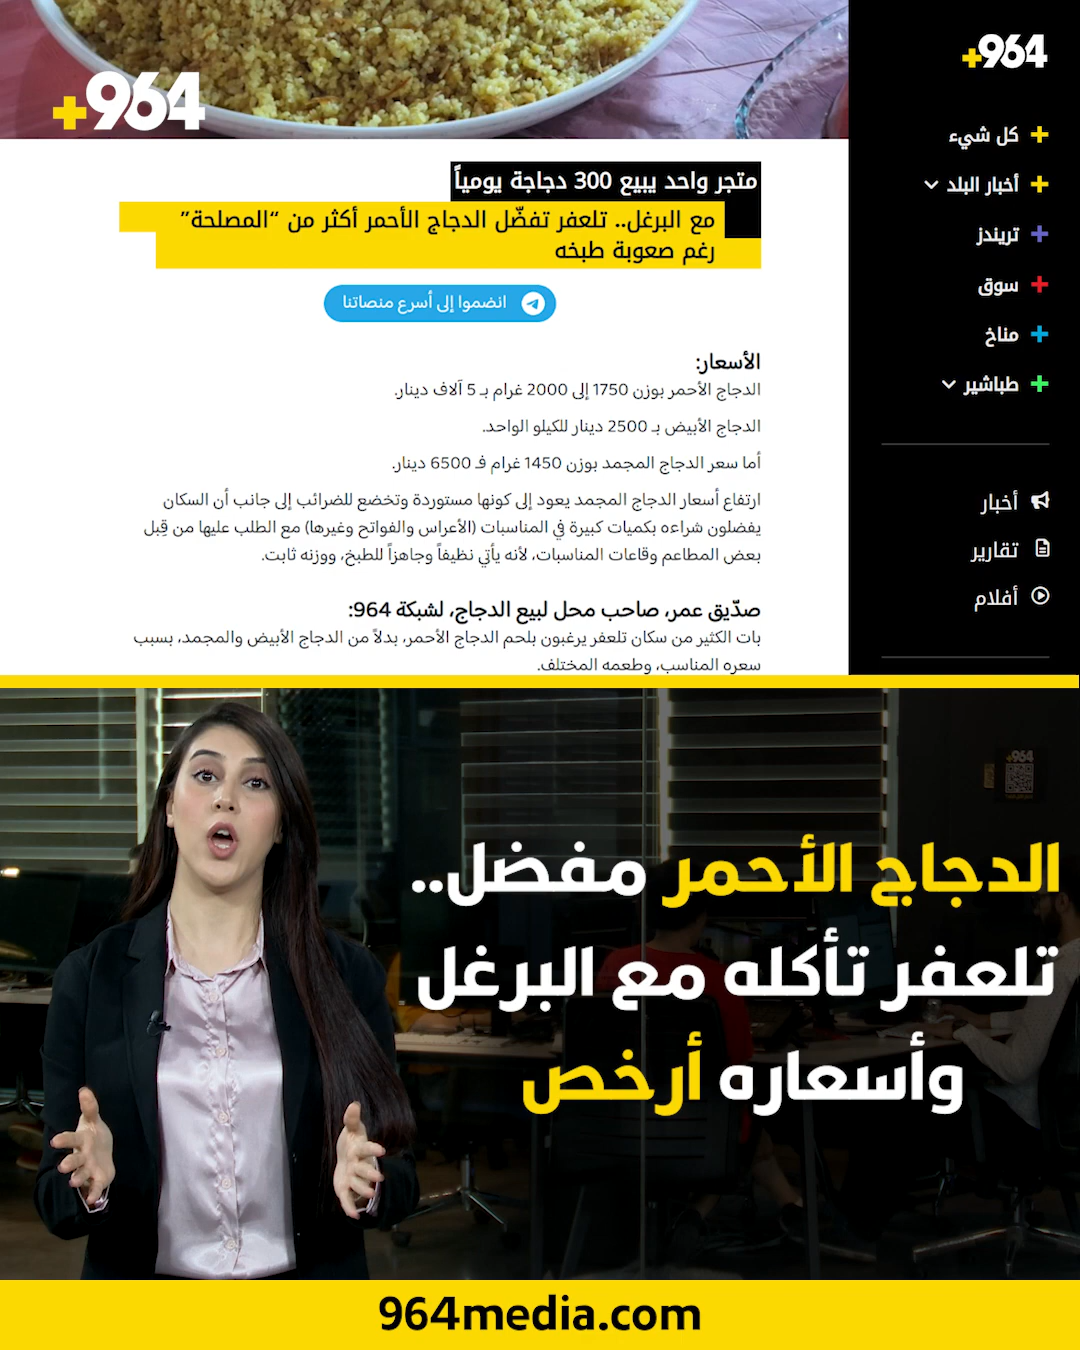 +964
+964
متجر واحد يبيع 300 دجاجة يومياً
مع البرغل.. تلعفر تفضّل الدجاج الأحمر أكثر من “المصلحة”
رغم صعوبة طبخه
انضموا إلى أسرع منصاتنا
الأسعار:
الدجاج الأحمر بوزن 1750 إلى 2000 غرام بـ 5 آلاف دينار.
الدجاج الأبيض بـ 2500 دينار للكيلو الواحد.
أما سعر الدجاج المجمد بوزن 1450 غرام فـ 6500 دينار.
ارتفاع أسعار الدجاج المجمد يعود إلى كونها مستوردة وتخضع للضرائب إلى جانب أن السكان
يفضلون شراءه بكميات كبيرة في المناسبات (الأعراس والفواتح وغيرها) مع الطلب عليها من قِبل
بعض المطاعم وقاعات المناسبات، لأنه يأتي نظيفاً وجاهزاً للطبخ، ووزنه ثابت.
صدّيق عمر، صاحب محل لبيع الدجاج، لشبكة 964:
بات الكثير من سكان تلعفر يرغبون بلحم الدجاج الأحمر، بدلاً من الدجاج الأبيض والمجمد، بسبب
سعره المناسب، وطعمه المختلف.
كل شيء
أخبار البلد
تريندز
سوق
مناخ
طباشير
أخبار
تقارير
أفلام
+964
الدجاج الأحمر مفضل..
تلعفر تأكله مع البرغل
وأسعاره أرخص
964media.com